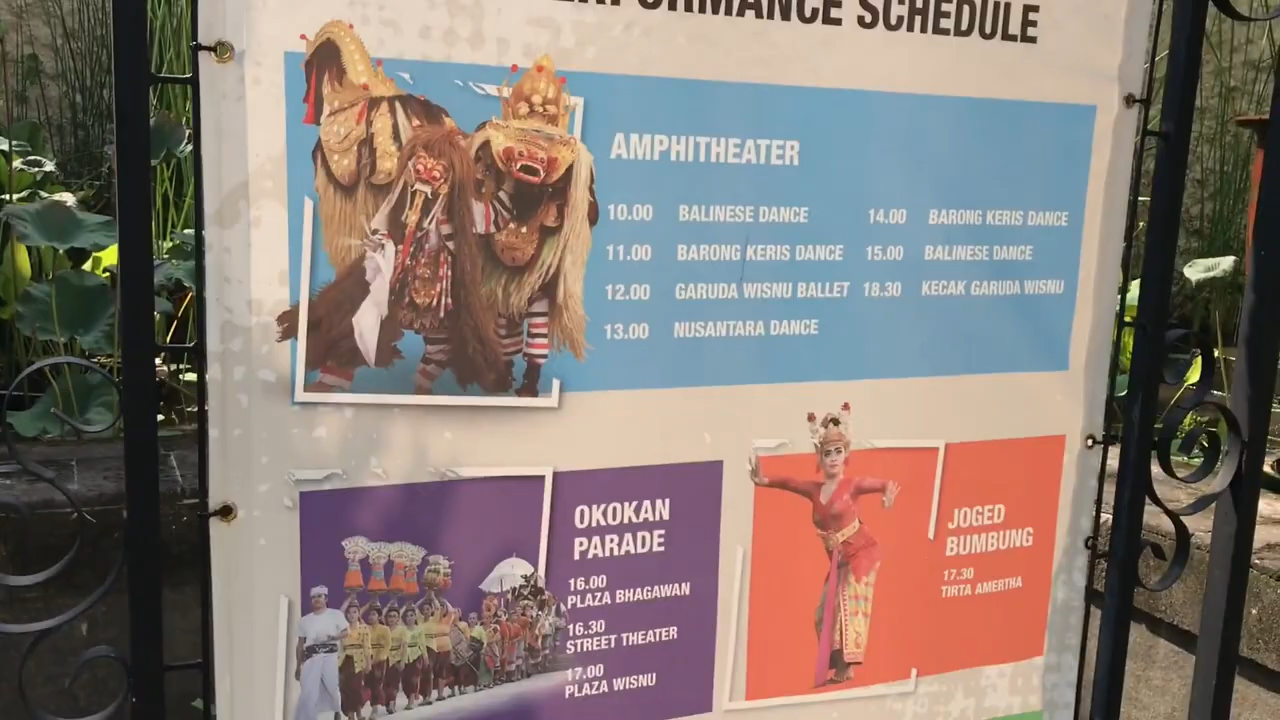 SCHEDULE
AMPHITHEATER
10.00 BALINESE DANCE
11.00 BARONG KERIS DANCE
12.00 GARUDA WISNU BALLET
13.00 NUSANTARA DANCE
14.00 BARONG KERIS DANCE
15.00 BALINESE DANCE
18.30 KECAK GARUDA WISNU
OKOKAN
PARADE
16.00
PLAZA BHAGAWAN
16.30
STREET THEATER
17.00
PLAZA WISNU
JOGED
BUMBUNG
17.30
TIRTA AMERTHA